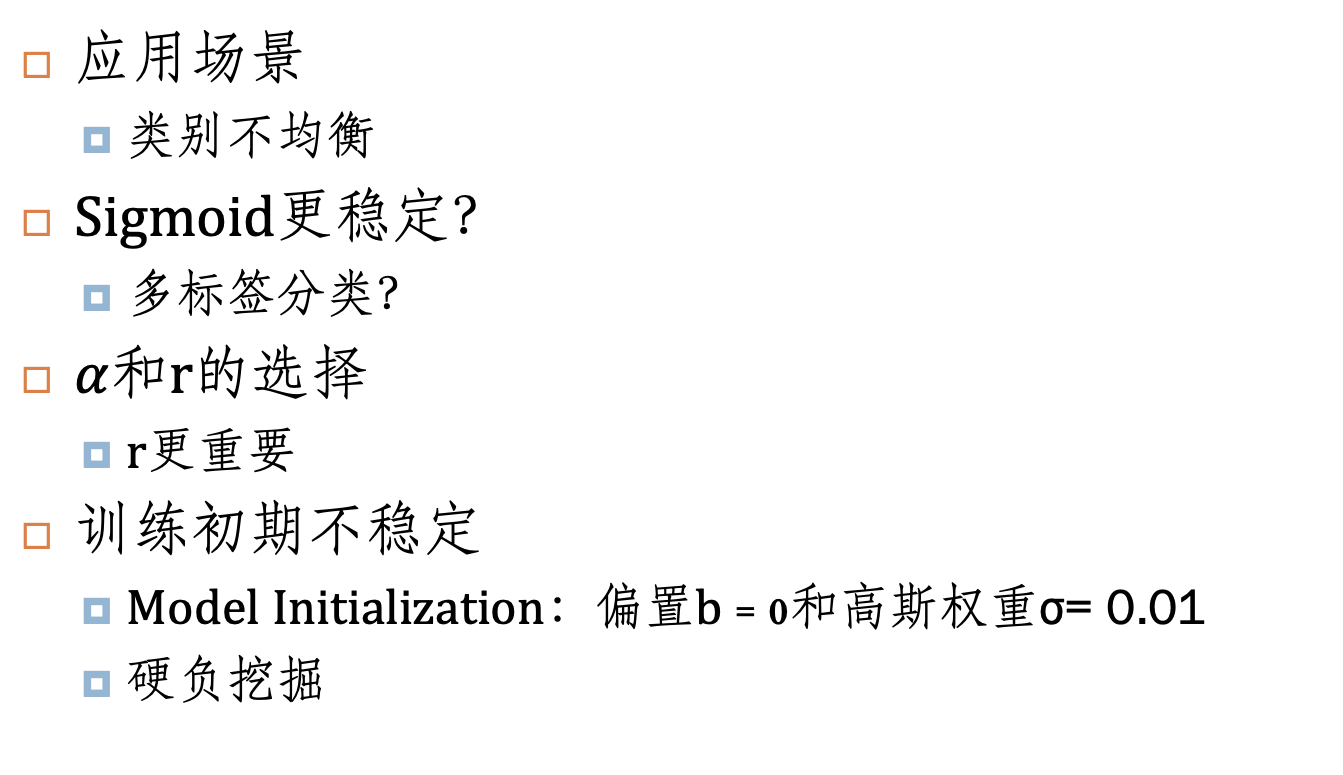 应用场景
类别不均衡
Sigmoid更稳定?
多标签分类?
α和r的选择
r更重要
训练初期不稳定
Model Initialization：偏置b = 0和高斯权重σ= 0.01
硬负挖掘